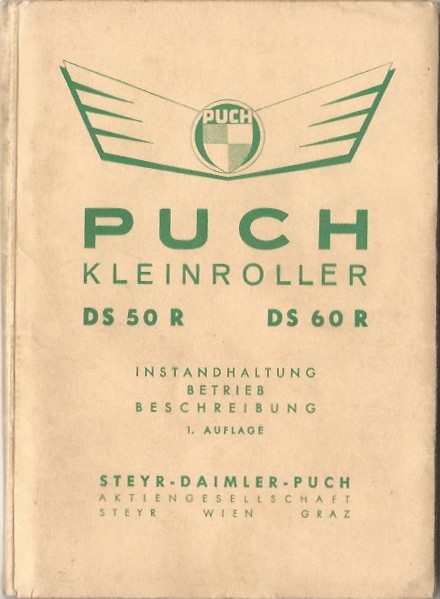 PUCH
PUCH
KLEINROLLER
DS 50 R DS 60 R
INSTANDHALTUNG
BETRIEB
BESCHREIBUNG
1. AUFLAGE
STEYR-DAIMLER-PUCH
AKTIENGESELLSCHAFT
STEYR WIEN GRAZ